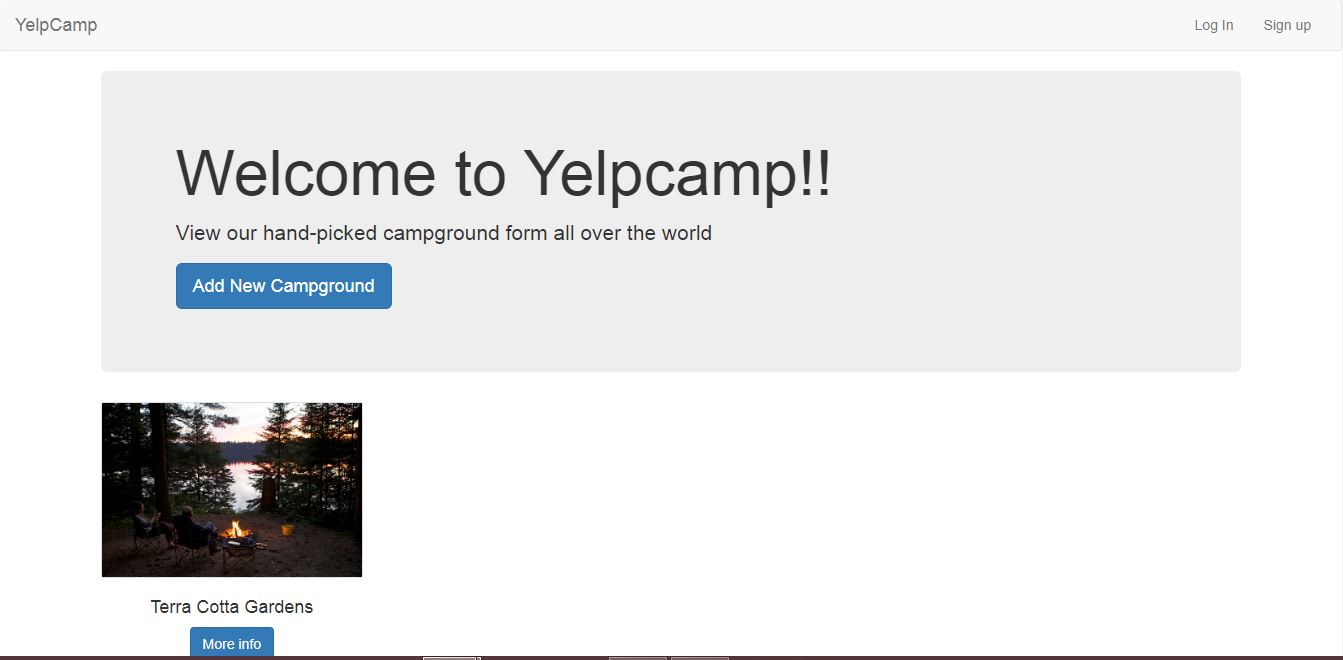 YelpCamp
Log In
Sign up
Welcome to Yelpcamp!!
View our hand-picked campground form all over the world
Add New Campground
Terra Cotta Gardens
More info